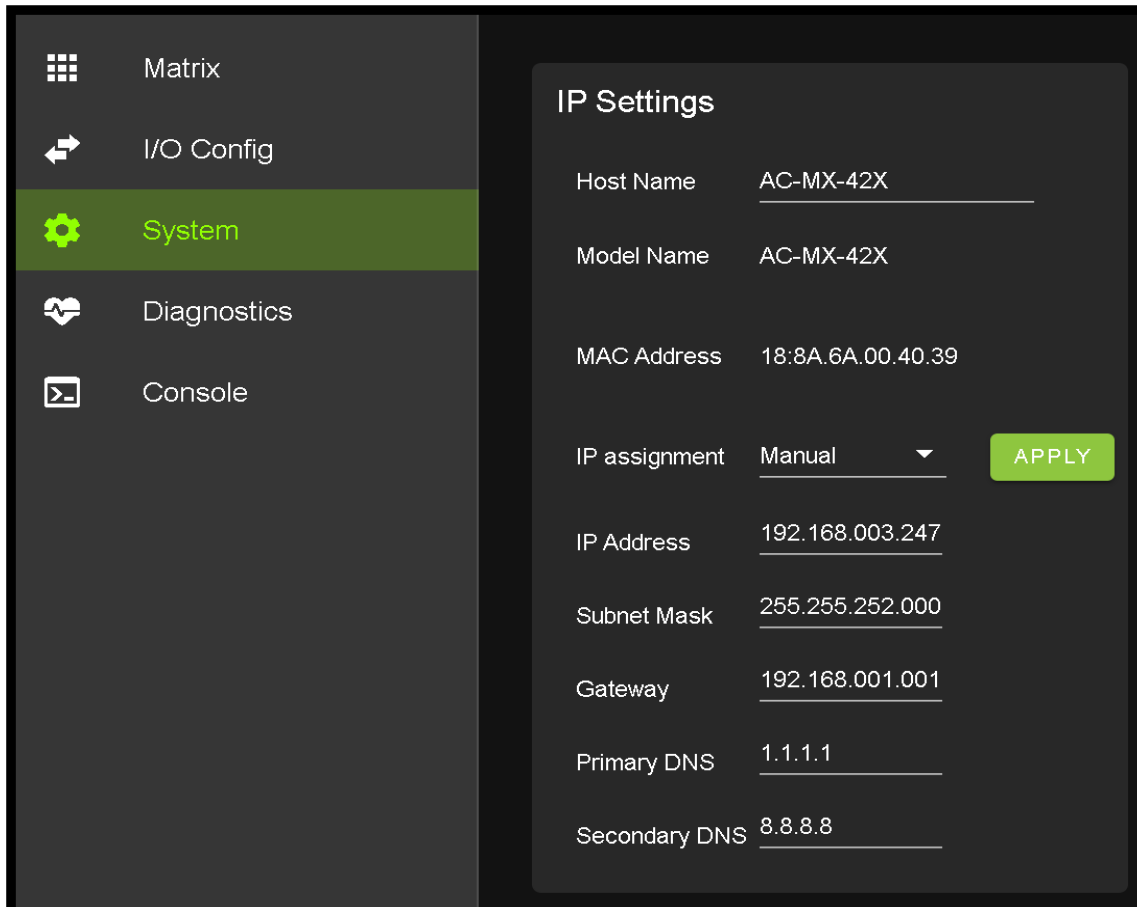 Matrix
I/O Config
System
Diagnostics
Console
IP Settings
Host Name AC-MX-42X
Model Name AC-MX-42X
MAC Address 18:8A.6A.00.40.39
IP assignment Manual APPLY
IP Address 192.168.003.247
Subnet Mask 255.255.252.000
Gateway 192.168.001.001
Primary DNS 1.1.1.1
Secondary DNS 8.8.8.8